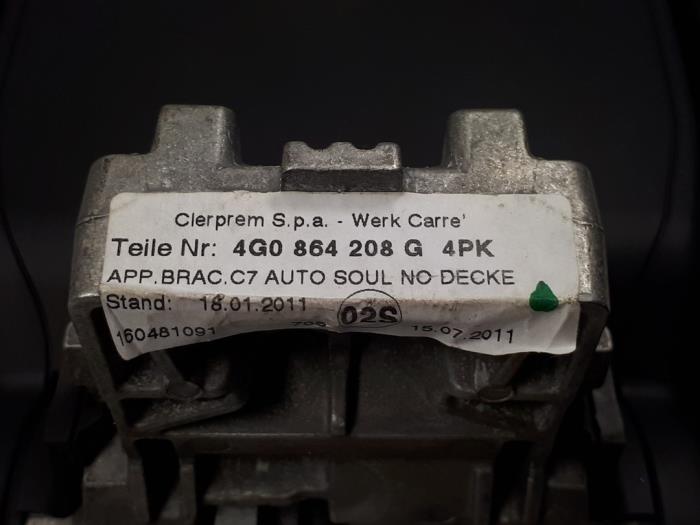 Clerprem S.p.a. - Werk Carre'
Teile Nr: 4G0 864 208 G 4PK
APP.BRAC.C7 AUTO SOUL NO DECKE
Stand: 18.01.2011 02S
160481091 15.07.2011